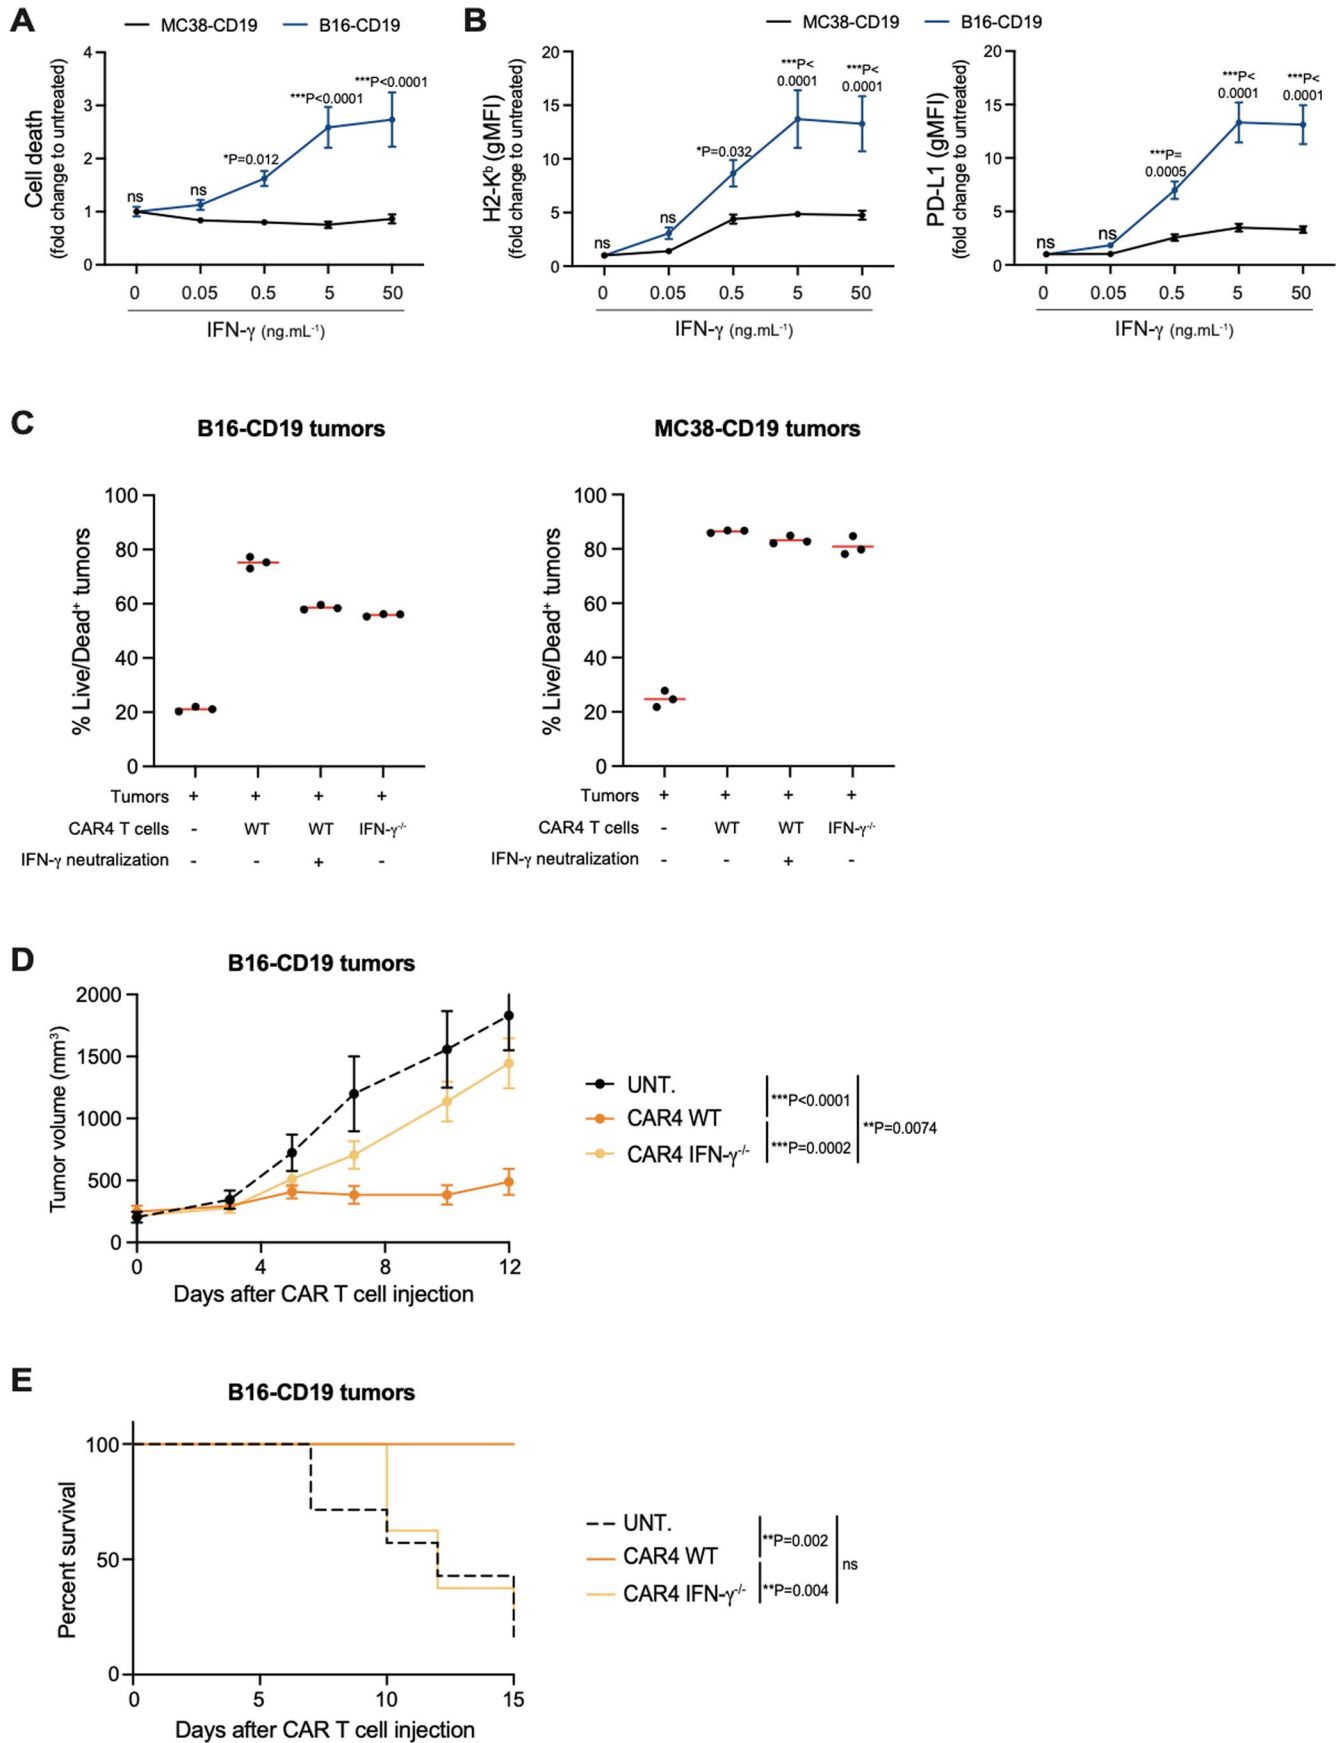 A
MC38-CD19 B16-CD19
Cell death
(fold change to untreated)
4
3
2
1
0
ns
ns
*P=0.012
***P<0.0001
***P<0.0001
0 0.05 0.5 5 50
IFN-γ (ng.mL⁻¹)
B
MC38-CD19 B16-CD19
H2-Kᵇ (gMFI)
(fold change to untreated)
20
15
10
5
0
ns
ns
*P=0.032
***P<
0.0001
***P<
0.0001
0 0.05 0.5 5 50
IFN-γ (ng.mL⁻¹)
PD-L1 (gMFI)
(fold change to untreated)
20
15
10
5
0
ns
ns
***P=
0.0005
***P<
0.0001
***P<
0.0001
0 0.05 0.5 5 50
IFN-γ (ng.mL⁻¹)
C
B16-CD19 tumors
% Live/Dead⁺ tumors
100
80
60
40
20
0
Tumors + + + +
CAR4 T cells - WT WT IFN-γ⁻/⁻
IFN-γ neutralization - - + -
MC38-CD19 tumors
% Live/Dead⁺ tumors
100
80
60
40
20
0
Tumors + + + +
CAR4 T cells - WT WT IFN-γ⁻/⁻
IFN-γ neutralization - - + -
D
B16-CD19 tumors
Tumor volume (mm³)
2000
1500
1000
500
0
0 4 8 12
Days after CAR T cell injection
UNT.
CAR4 WT
CAR4 IFN-γ⁻/⁻
***P<0.0001
***P=0.0002
**P=0.0074
E
B16-CD19 tumors
Percent survival
100
50
0
0 5 10 15
Days after CAR T cell injection
UNT.
CAR4 WT
CAR4 IFN-γ⁻/⁻
**P=0.002
**P=0.004
ns